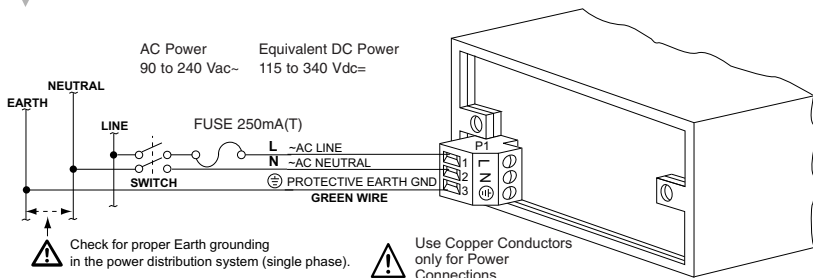 AC Power Equivalent DC Power
90 to 240 Vac~ 115 to 340 Vdc=
NEUTRAL
EARTH
LINE
FUSE 250mA(T)
L ~AC LINE
N ~AC NEUTRAL
SWITCH
PROTECTIVE EARTH GND
GREEN WIRE
P1
1 L
2 N
3
Check for proper Earth grounding
in the power distribution system (single phase).
Use Copper Conductors
only for Power
Connections